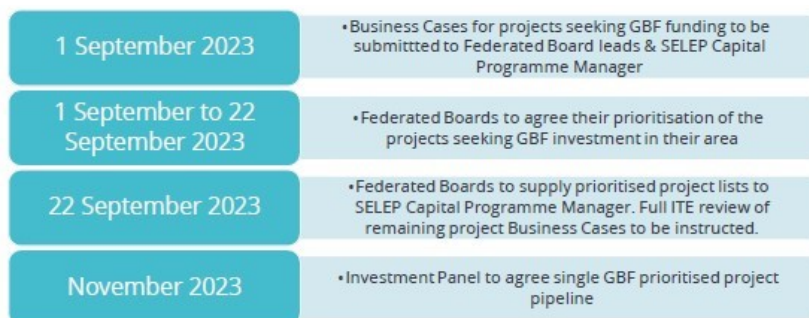 1 September 2023
•Business Cases for projects seeking GBF funding to be
submittted to Federated Board leads & SELEP Capital
Programme Manager
1 September to 22
September 2023
•Federated Boards to agree their prioritisation of the
projects seeking GBF investment in their area
22 September 2023
•Federated Boards to supply prioritised project lists to
SELEP Capital Programme Manager. Full ITE review of
remaining project Business Cases to be instructed.
November 2023
•Investment Panel to agree single GBF prioritised project
pipeline